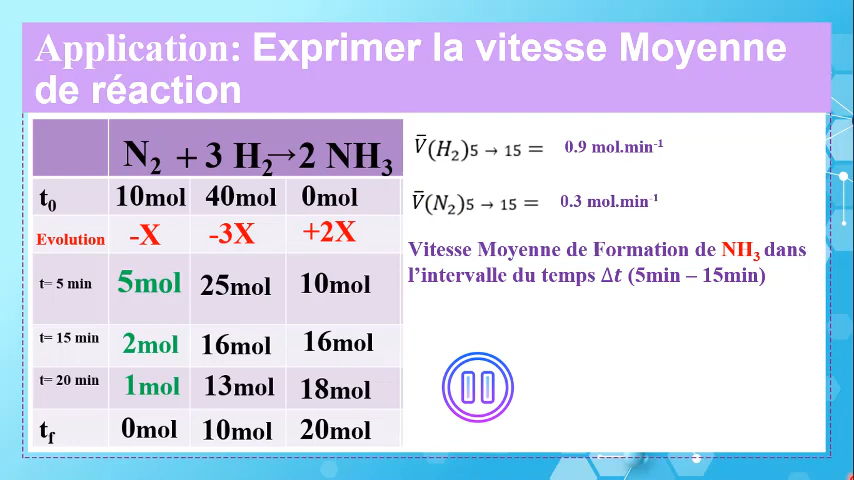 Application: Exprimer la vitesse Moyenne
de réaction
N₂ + 3 H₂→2 NH₃
t₀ 10mol 40mol 0mol
Evolution -X -3X +2X
t= 5 min 5mol 25mol 10mol
t= 15 min 2mol 16mol 16mol
t= 20 min 1mol 13mol 18mol
t_f 0mol 10mol 20mol
V̄(H₂)5 → 15 = 0.9 mol.min⁻¹
V̄(N₂)5 → 15 = 0.3 mol.min⁻¹
Vitesse Moyenne de Formation de NH₃ dans
l’intervalle du temps Δt (5min – 15min)